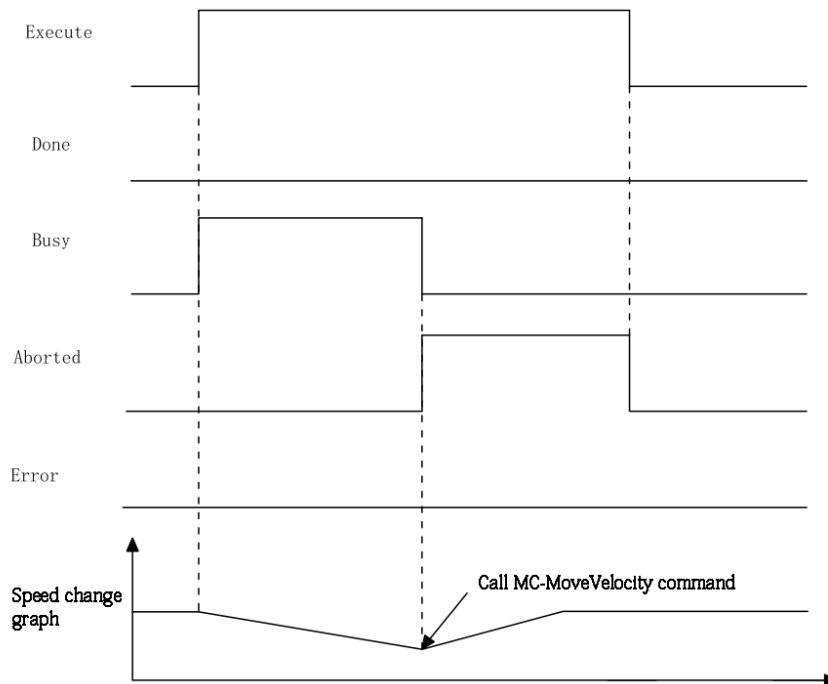 Execute
Done
Busy
Aborted
Error
Speed change
graph
Call MC-MoveVelocity command